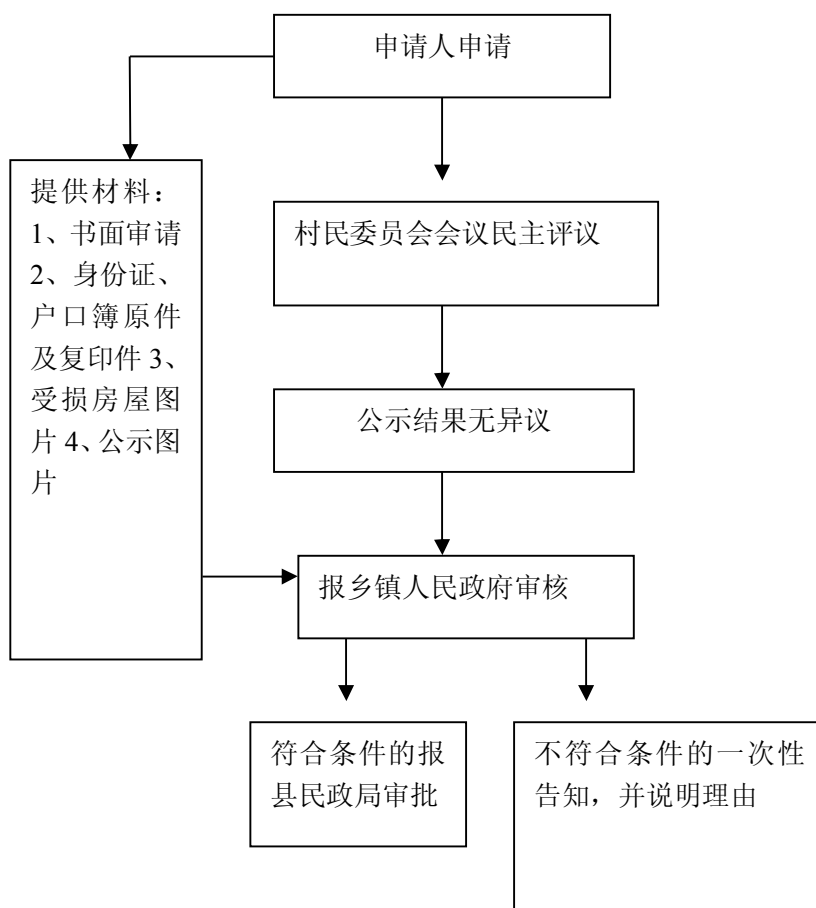 申请人申请
提供材料：
1、书面审请
2、身份证、
户口簿原件
及复印件 3、
受损房屋图
片 4、公示图
片
村民委员会会议民主评议
公示结果无异议
报乡镇人民政府审核
符合条件的报
县民政局审批
不符合条件的一次性
告知，并说明理由